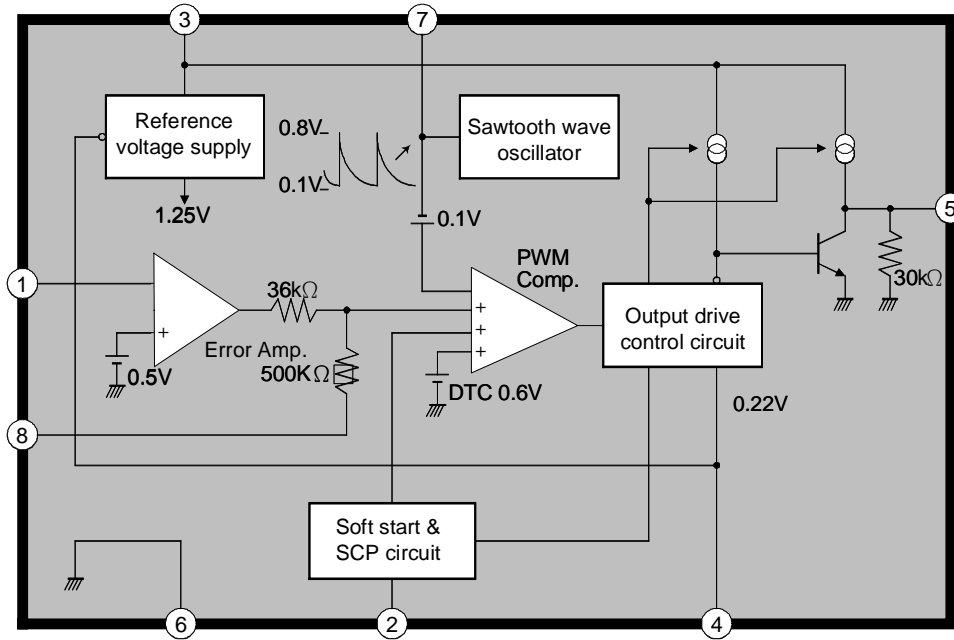 3
7
Reference
voltage supply
0.8V
0.1V
Sawtooth wave
oscillator
1.25V
0.1V
5
1
36kΩ
PWM
Comp.
+
+
+
+
30kΩ
Output drive
control circuit
Error Amp.
0.5V
500KΩ
DTC 0.6V
0.22V
8
Soft start &
SCP circuit
6
2
4